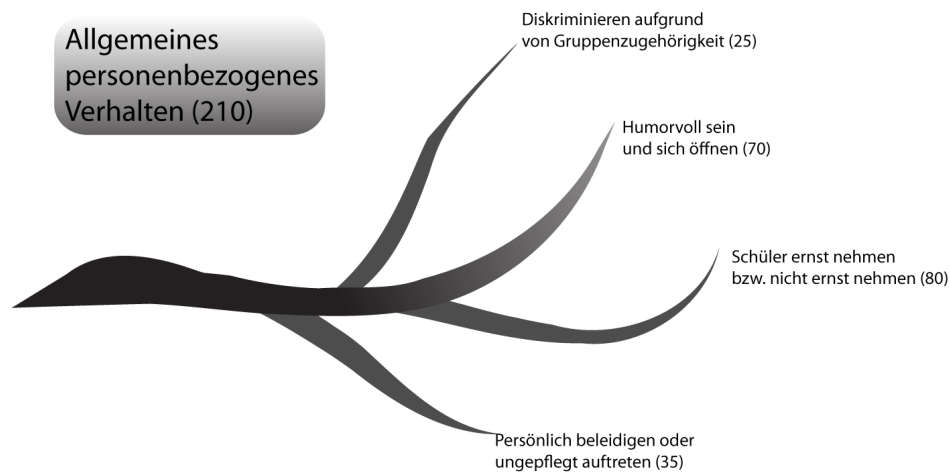 Allgemeines
personenbezogenes
Verhalten (210)
Diskriminieren aufgrund
von Gruppenzugehörigkeit (25)
Humorvoll sein
und sich öffnen (70)
Schüler ernst nehmen
bzw. nicht ernst nehmen (80)
Persönlich beleidigen oder
ungepflegt auftreten (35)